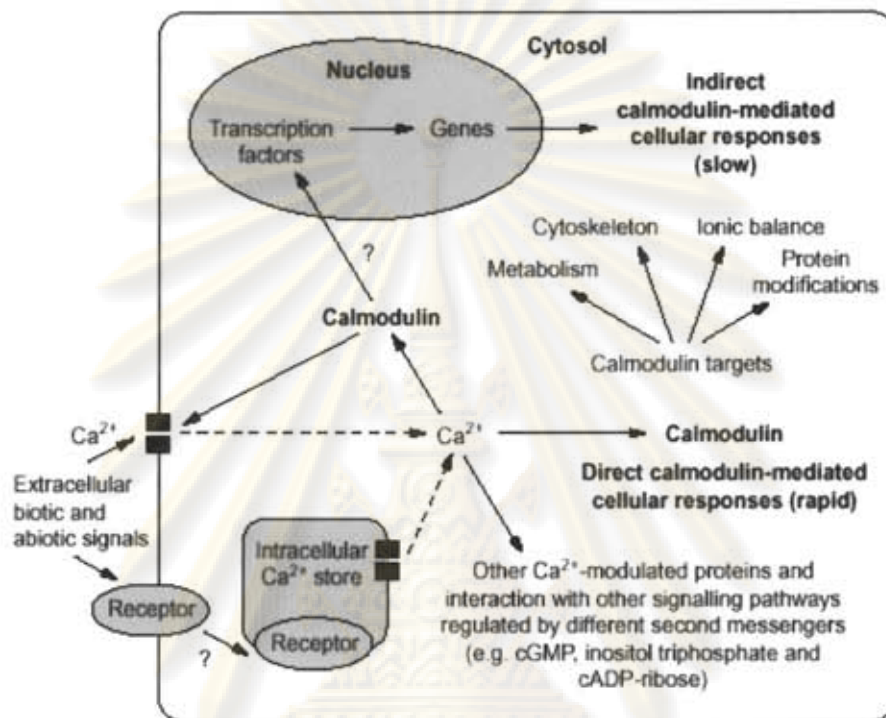 Cytosol
Nucleus
Transcription
factors
Genes
Indirect
calmodulin-mediated
cellular responses
(slow)
?
Cytoskeleton
Ionic balance
Metabolism
Protein
modifications
Calmodulin
Calmodulin targets
Ca²⁺
Ca²⁺
Calmodulin
Direct calmodulin-mediated
cellular responses (rapid)
Extracellular
biotic and
abiotic signals
Intracellular
Ca²⁺ store
Receptor
?
Receptor
Other Ca²⁺-modulated proteins and
interaction with other signalling pathways
regulated by different second messengers
(e.g. cGMP, inositol triphosphate and
cADP-ribose)